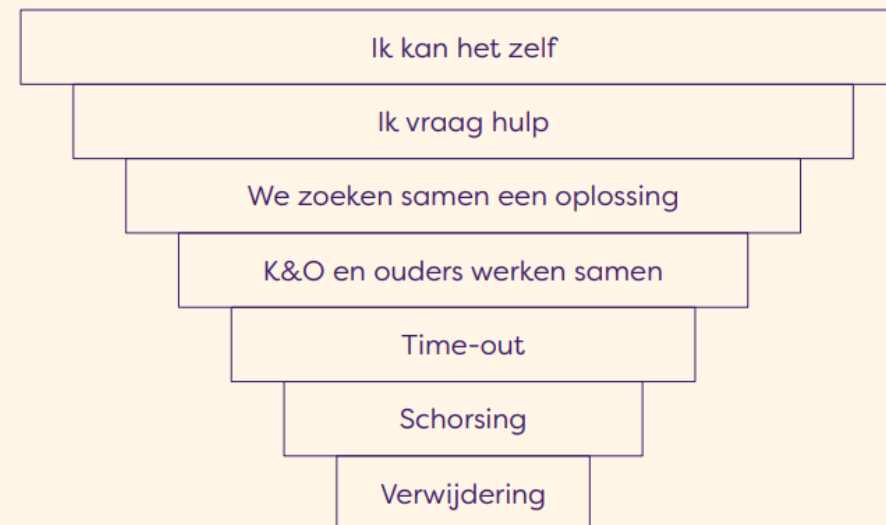 Ik kan het zelf
Ik vraag hulp
We zoeken samen een oplossing
K&O en ouders werken samen
Time-out
Schorsing
Verwijdering